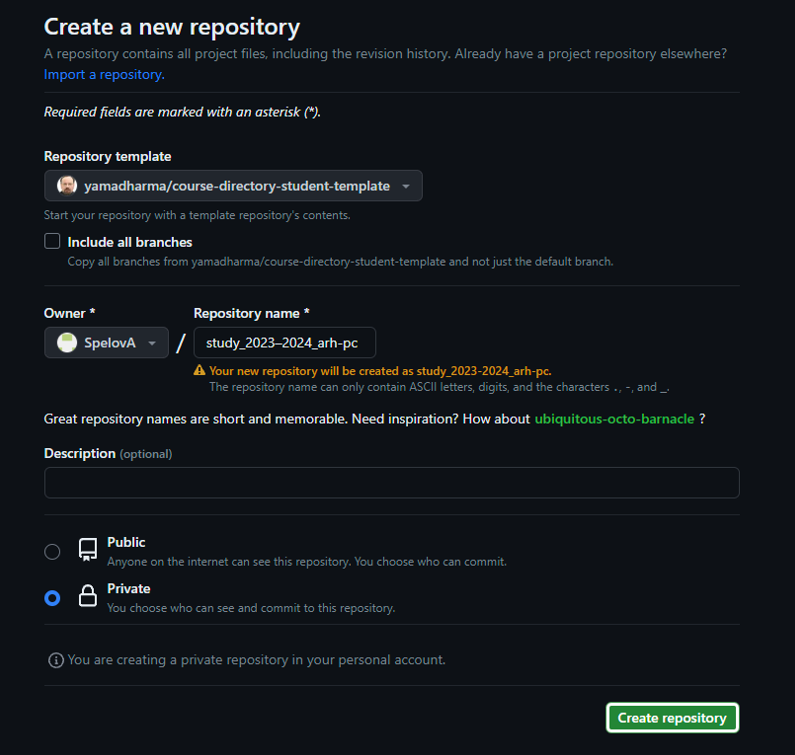 Create a new repository
A repository contains all project files, including the revision history. Already have a project repository elsewhere?
Import a repository.
Required fields are marked with an asterisk (*).
Repository template
yamadharma/course-directory-student-template
Start your repository with a template repository's contents.
Include all branches
Copy all branches from yamadharma/course-directory-student-template and not just the default branch.
Owner * Repository name *
SpelovA / study_2023–2024_arh-pc
Your new repository will be created as study_2023-2024_arh-pc.
The repository name can only contain ASCII letters, digits, and the characters ., -, and _.
Great repository names are short and memorable. Need inspiration? How about ubiquitous-octo-barnacle ?
Description (optional)
Public
Anyone on the internet can see this repository. You choose who can commit.
Private
You choose who can see and commit to this repository.
You are creating a private repository in your personal account.
Create repository